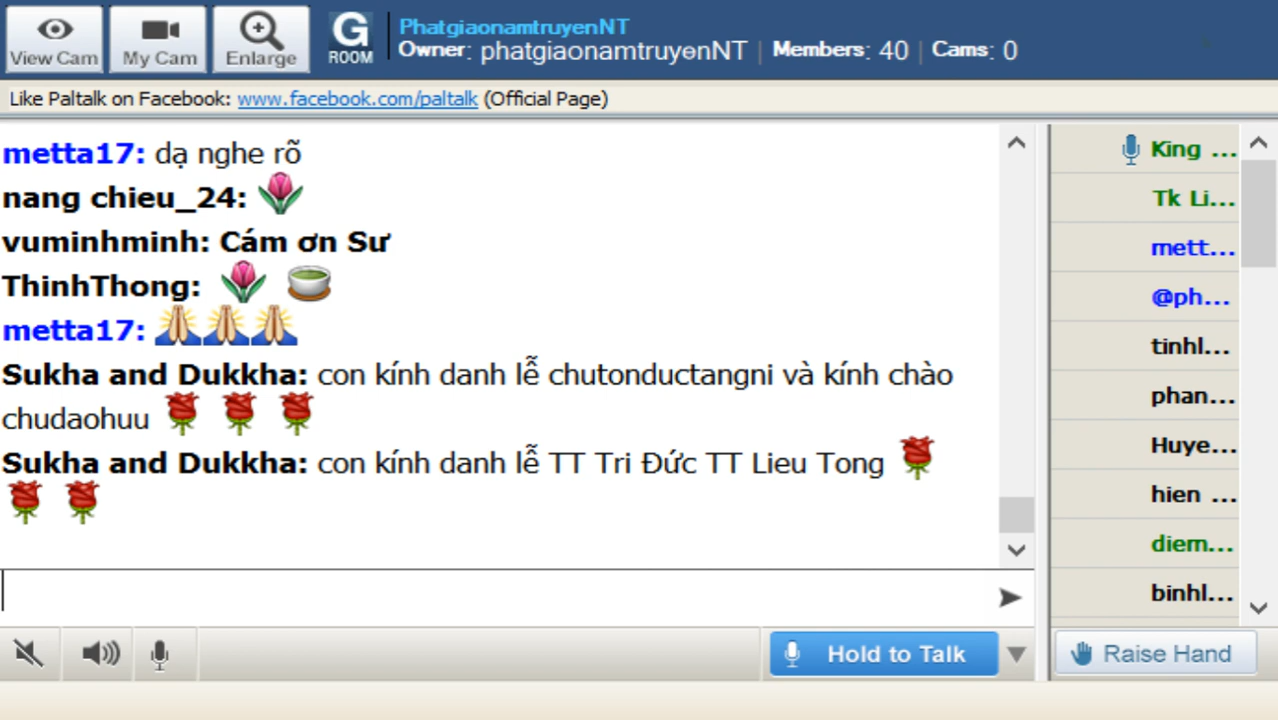 View Cam
My Cam
Enlarge
G
ROOM
PhatgiaonamtruyenNT
Owner: phatgiaonamtruyenNT | Members: 40 | Cams: 0
Like Paltalk on Facebook: www.facebook.com/paltalk (Official Page)
metta17: dạ nghe rõ
nang chieu_24:
vuminhminh: Cám ơn Sư
ThinhThong:
metta17:
Sukha and Dukkha: con kính danh lễ chutonductangni và kính chào
chudaohuu
Sukha and Dukkha: con kính danh lễ TT Tri Đức TT Lieu Tong
King ...
Tk Li...
mett...
@ph...
tinhl...
phan...
Huye...
hien ...
diem...
binhl...
Hold to Talk
Raise Hand